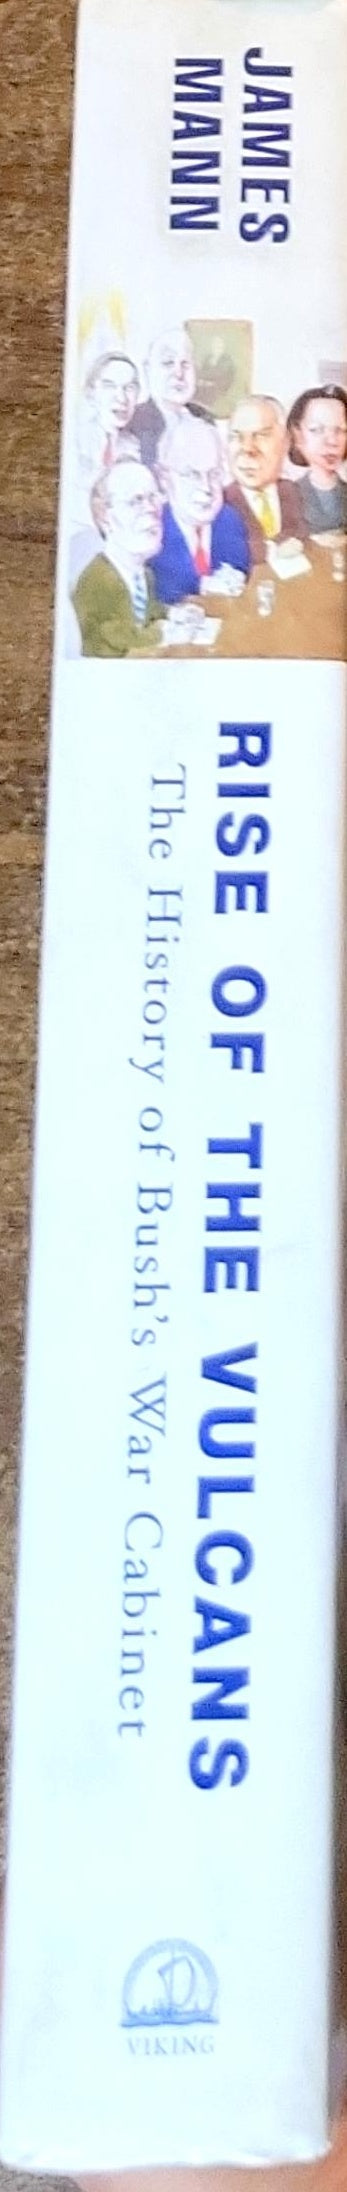 JAMES
MANN
RISE OF THE VULCANS
The History of Bush's War Cabinet
VIKING